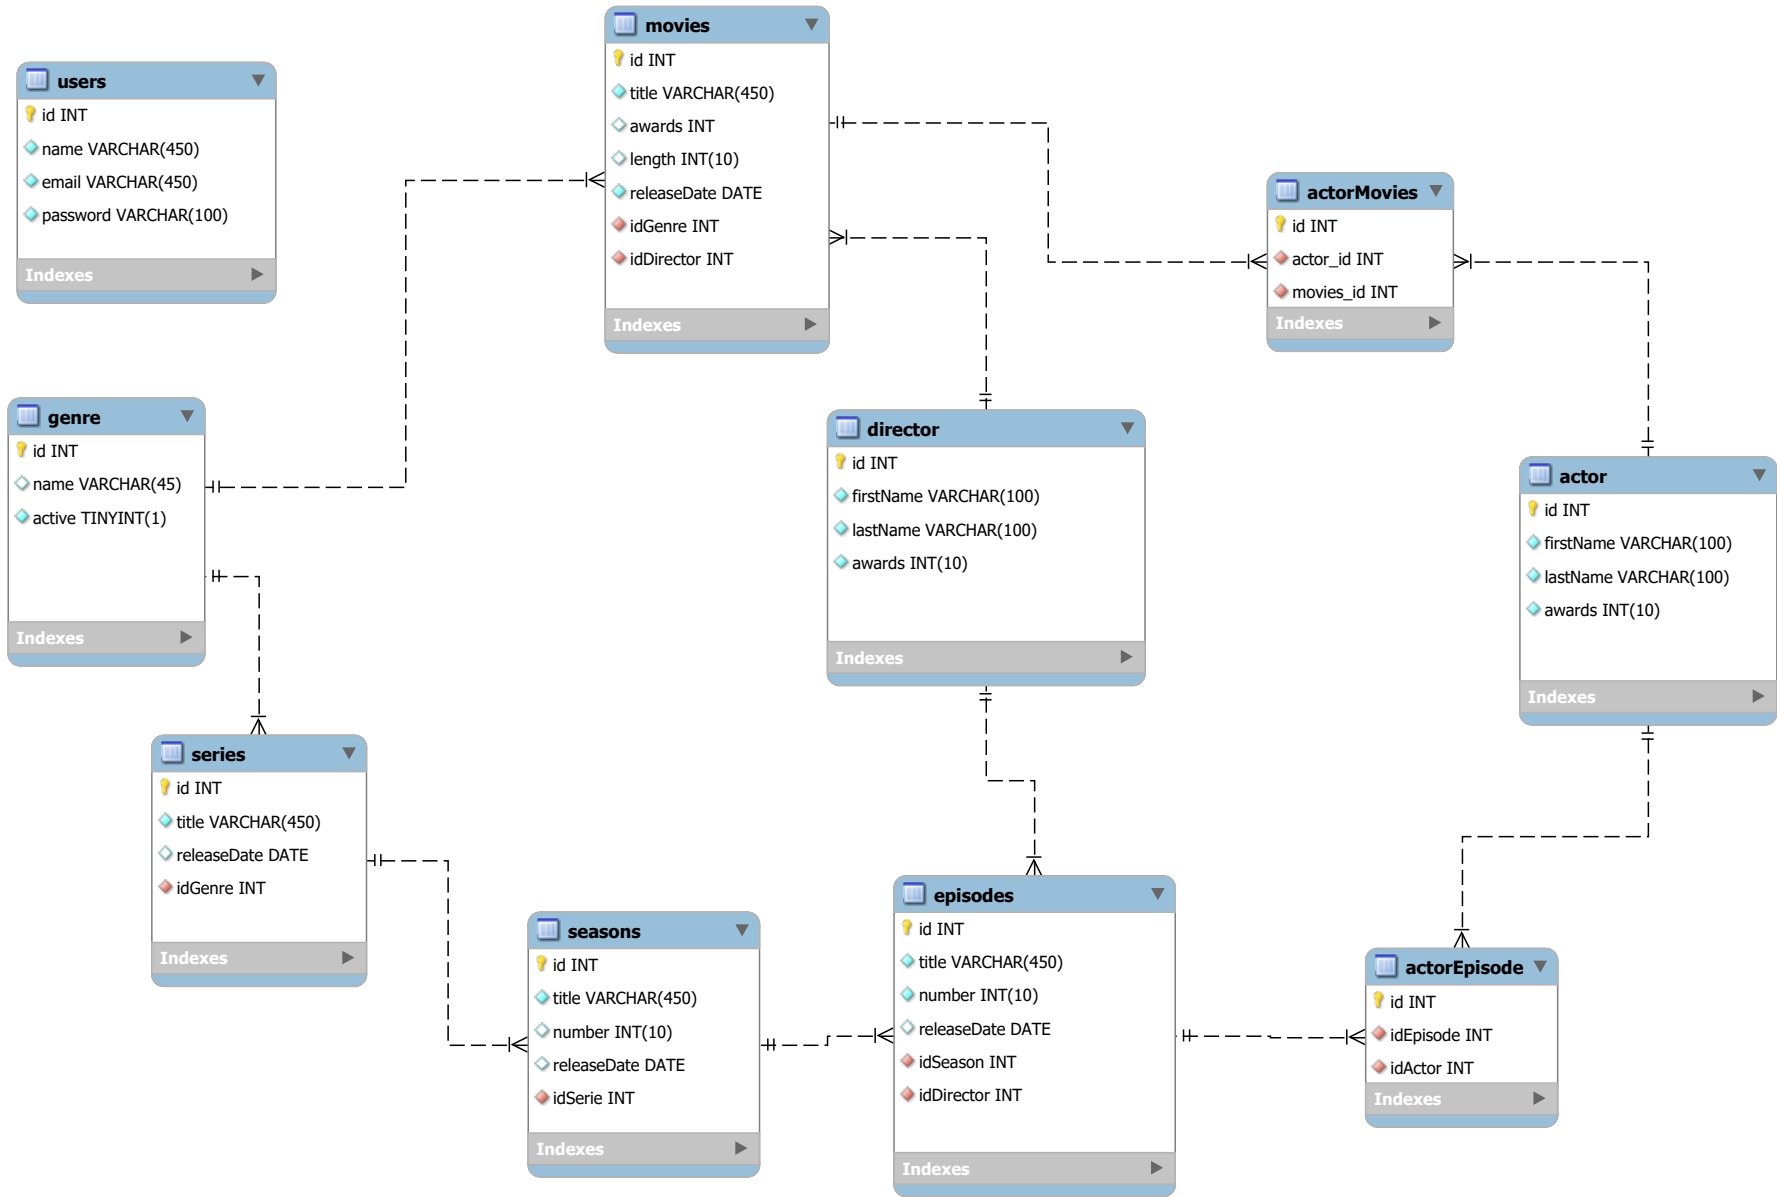 users
id INT
name VARCHAR(450)
email VARCHAR(450)
password VARCHAR(100)
Indexes
movies
id INT
title VARCHAR(450)
awards INT
length INT(10)
releaseDate DATE
idGenre INT
idDirector INT
Indexes
actorMovies
id INT
actor_id INT
movies_id INT
Indexes
genre
id INT
name VARCHAR(45)
active TINYINT(1)
Indexes
director
id INT
firstName VARCHAR(100)
lastName VARCHAR(100)
awards INT(10)
Indexes
actor
id INT
firstName VARCHAR(100)
lastName VARCHAR(100)
awards INT(10)
Indexes
series
id INT
title VARCHAR(450)
releaseDate DATE
idGenre INT
Indexes
seasons
id INT
title VARCHAR(450)
number INT(10)
releaseDate DATE
idSerie INT
Indexes
episodes
id INT
title VARCHAR(450)
number INT(10)
releaseDate DATE
idSeason INT
idDirector INT
Indexes
actorEpisode
id INT
idEpisode INT
idActor INT
Indexes